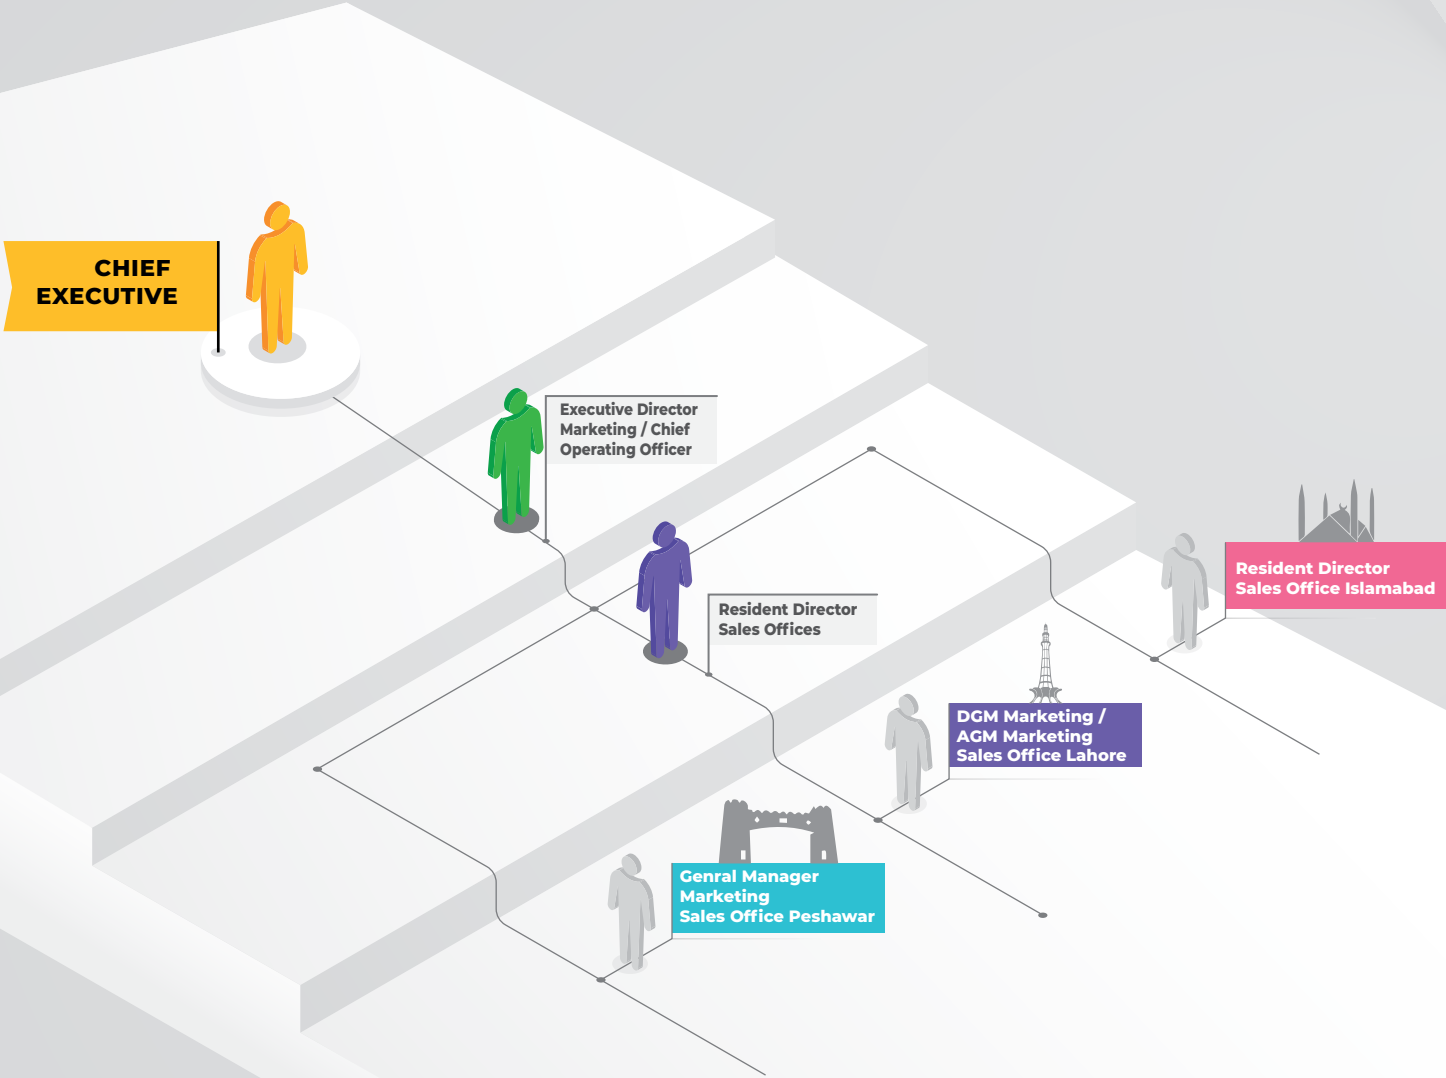 CHIEF
EXECUTIVE
Executive Director
Marketing / Chief
Operating Officer
Resident Director
Sales Offices
Resident Director
Sales Office Islamabad
DGM Marketing /
AGM Marketing
Sales Office Lahore
Genral Manager
Marketing
Sales Office Peshawar